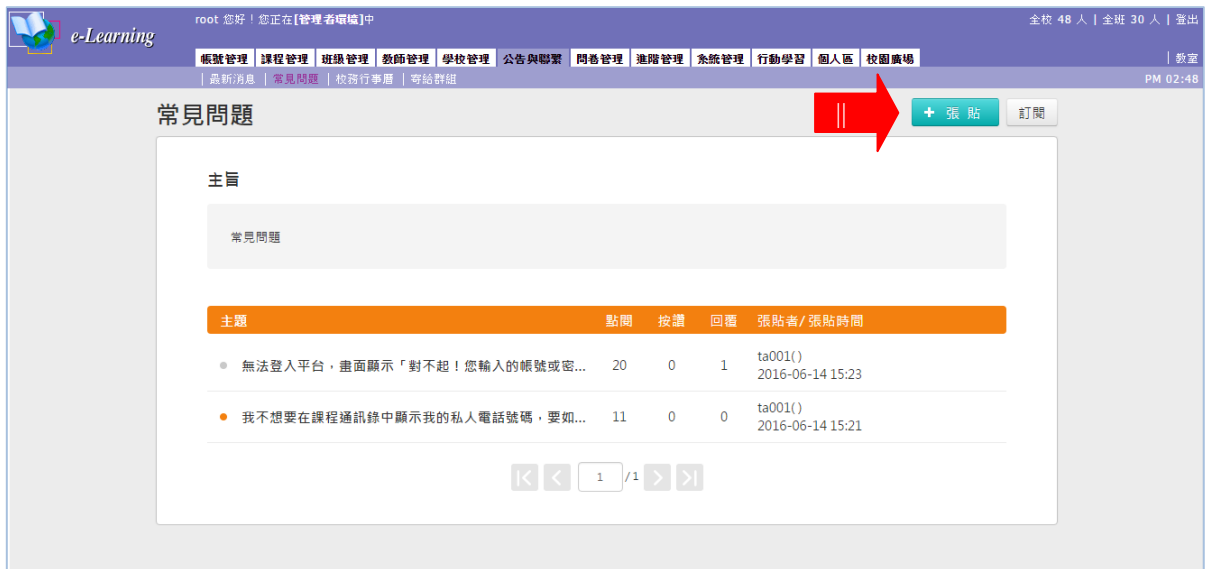 e-Learning
root 您好！您正在[管理者環境]中
全校 48 人 | 全班 30 人 | 登出
帳號管理 課程管理 班級管理 教師管理 學校管理 公告與聯繫 問卷管理 進階管理 系統管理 行動學習 個人區 校園廣場
| 教室
| 最新消息 | 常見問題 | 校務行事曆 | 寄給群組
PM 02:48
常見問題
+ 張 貼
訂閱
主旨
常見問題
主題 點閱 按讚 回覆 張貼者/張貼時間
無法登入平台，畫面顯示「對不起！您輸入的帳號或密... 20 0 1 ta001()
2016-06-14 15:23
我不想要在課程通訊錄中顯示我的私人電話號碼，要如... 11 0 0 ta001()
2016-06-14 15:21
1 /1